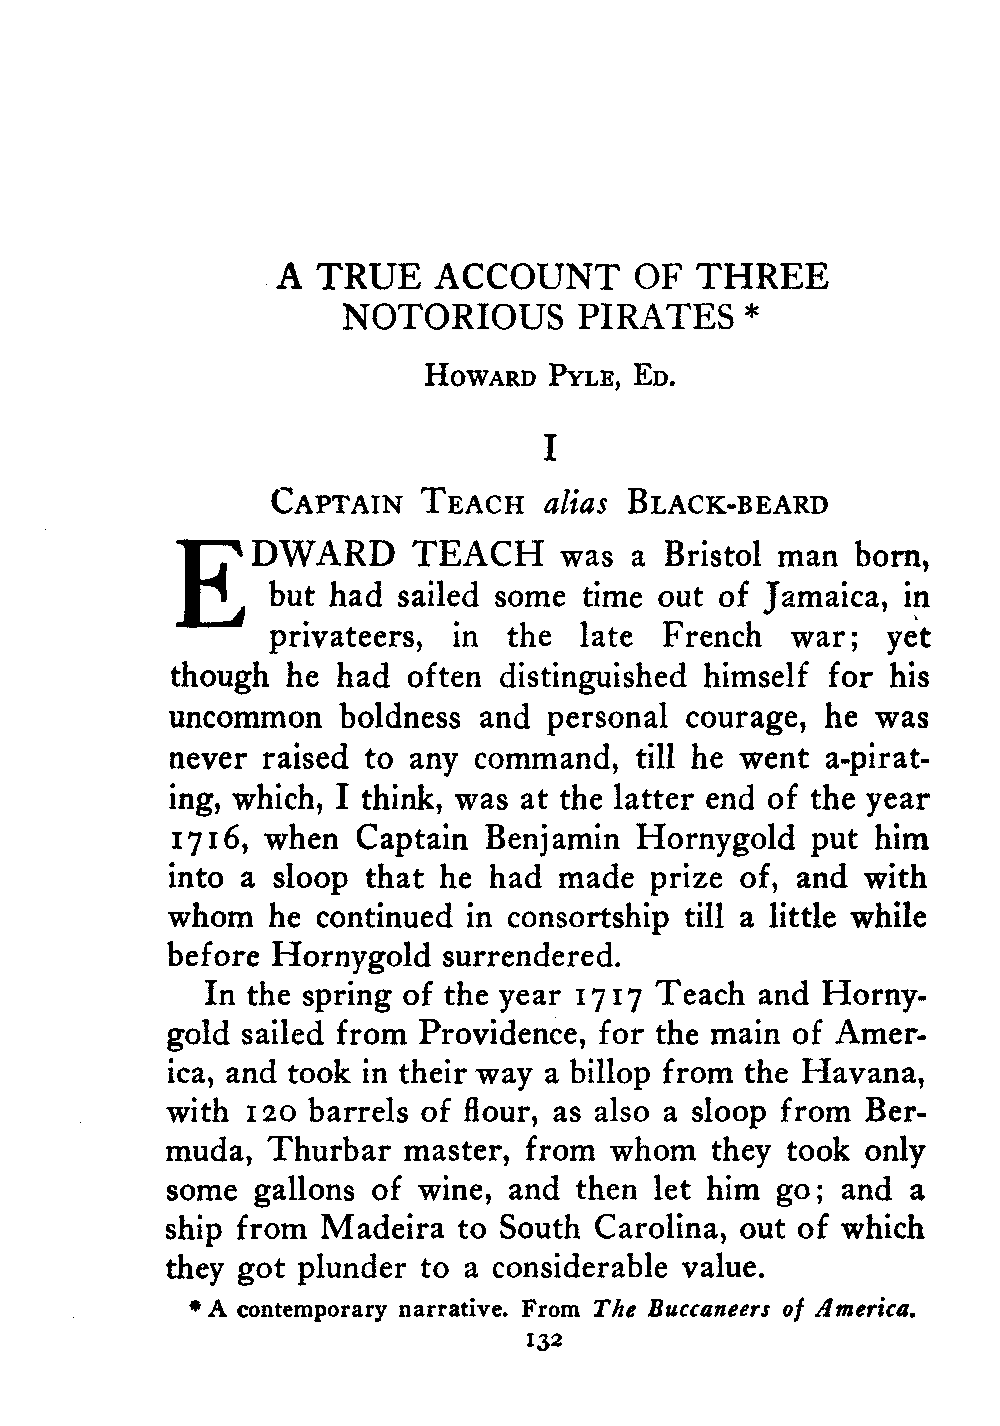 A TRUE ACCOUNT OF THREE
NOTORIOUS PIRATES *
HOWARD PYLE, ED.
I
CAPTAIN TEACH alias BLACK-BEARD
EDWARD TEACH was a Bristol man born,
but had sailed some time out of Jamaica, in
privateers, in the late French war; yet
though he had often distinguished himself for his
uncommon boldness and personal courage, he was
never raised to any command, till he went a-pirat-
ing, which, I think, was at the latter end of the year
1716, when Captain Benjamin Hornygold put him
into a sloop that he had made prize of, and with
whom he continued in consortship till a little while
before Hornygold surrendered.
In the spring of the year 1717 Teach and Horny-
gold sailed from Providence, for the main of Amer-
ica, and took in their way a billop from the Havana,
with 120 barrels of flour, as also a sloop from Ber-
muda, Thurbar master, from whom they took only
some gallons of wine, and then let him go; and a
ship from Madeira to South Carolina, out of which
they got plunder to a considerable value.
* A contemporary narrative. From The Buccaneers of America.
132